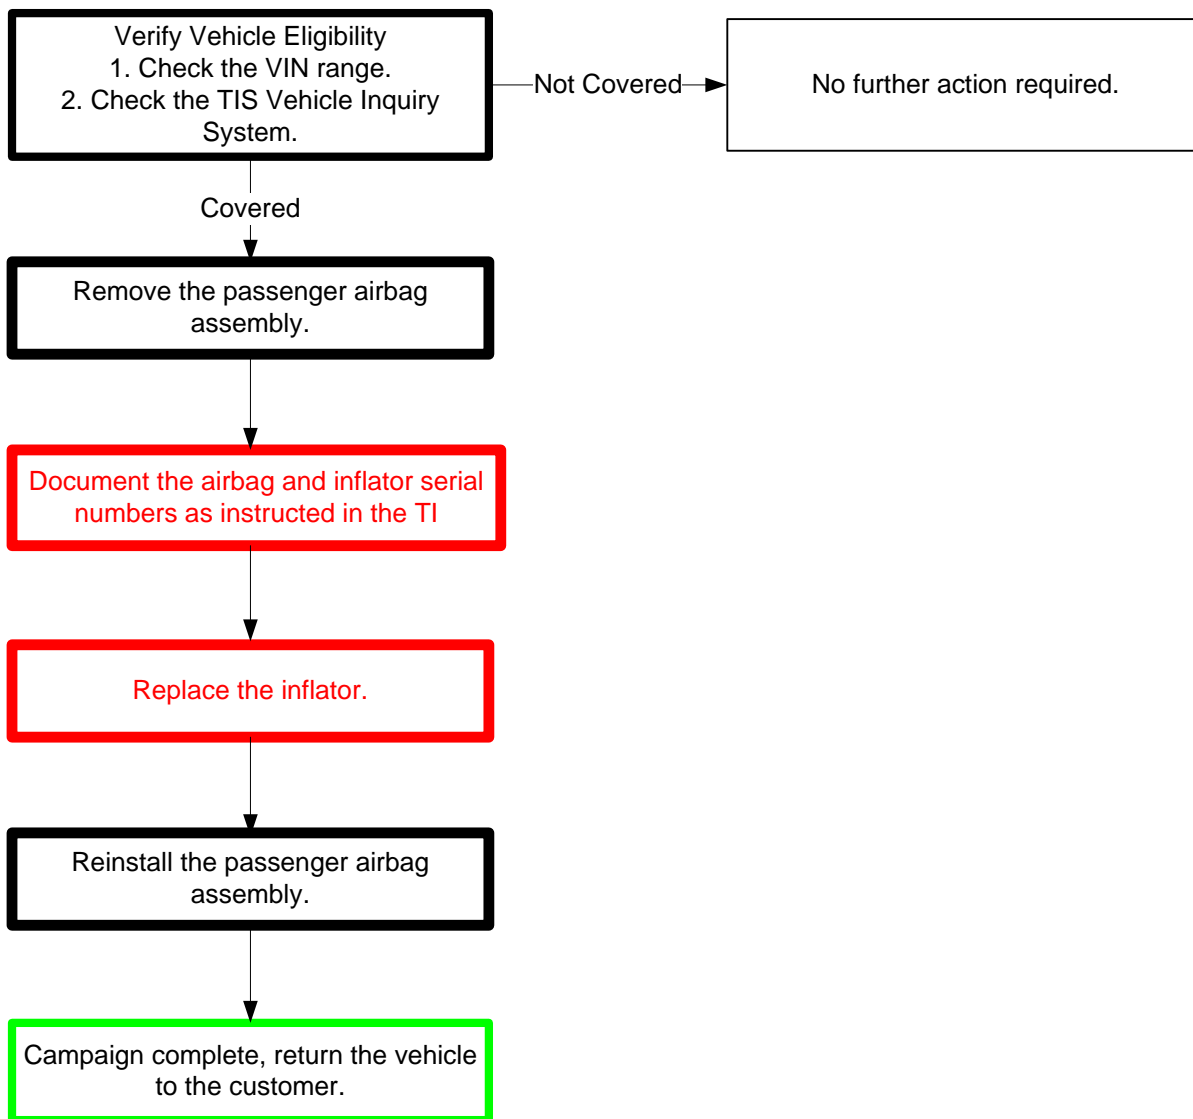 Verify Vehicle Eligibility
1. Check the VIN range.
2. Check the TIS Vehicle Inquiry
System.
Not Covered
No further action required.
Covered
Remove the passenger airbag
assembly.
Document the airbag and inflator serial
numbers as instructed in the TI
Replace the inflator.
Reinstall the passenger airbag
assembly.
Campaign complete, return the vehicle
to the customer.